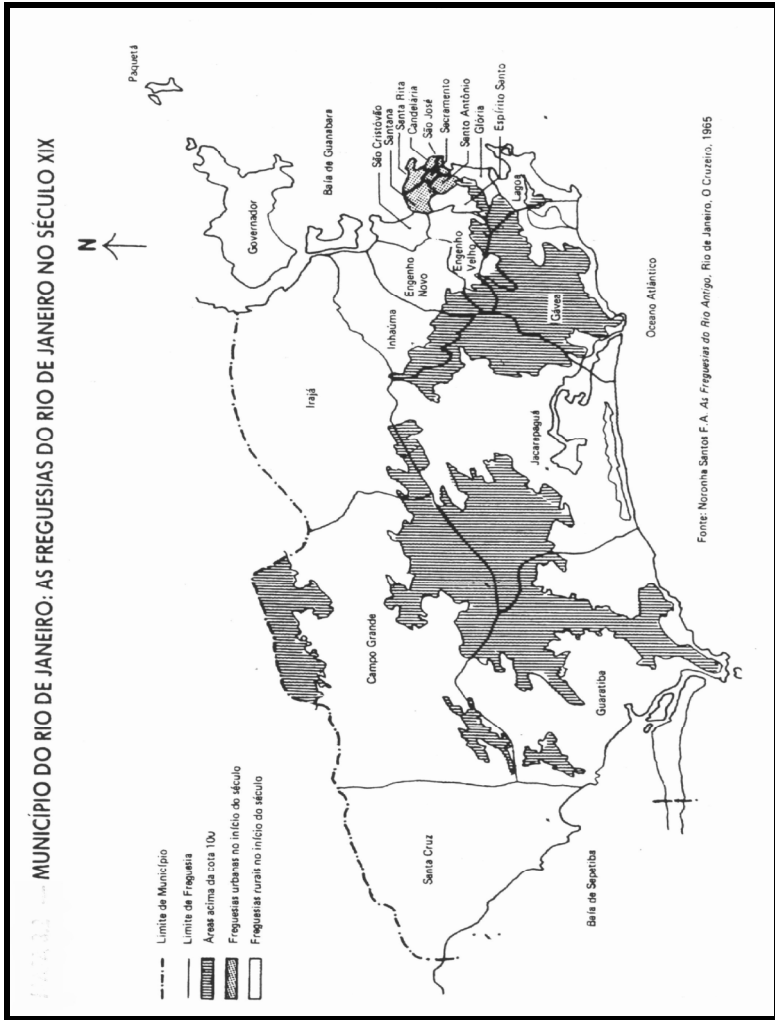 MUNICÍPIO DO RIO DE JANEIRO: AS FREGUESIAS DO RIO DE JANEIRO NO SÉCULO XIX
N
Paquetá
Governador
Baía de Guanabara
São Cristóvão
Santana
Santa Rita
Candelária
São José
Sacramento
Santo Antônio
Glória
Espírito Santo
Lagoa
Engenho
Velho
Engenho
Novo
Inhaúma
Gávea
Irajá
Jacarapaguá
Oceano Atlântico
Campo Grande
Guaratiba
Santa Cruz
Baía de Sepetiba
Limite de Município
Limite de Freguesia
Áreas acima da cota 100
Freguesias urbanas no início do século
Freguesias rurais no início do século
Fonte: Noronha Santos F.A. As Freguesias do Rio Antigo, Rio de Janeiro, O Cruzeiro, 1965